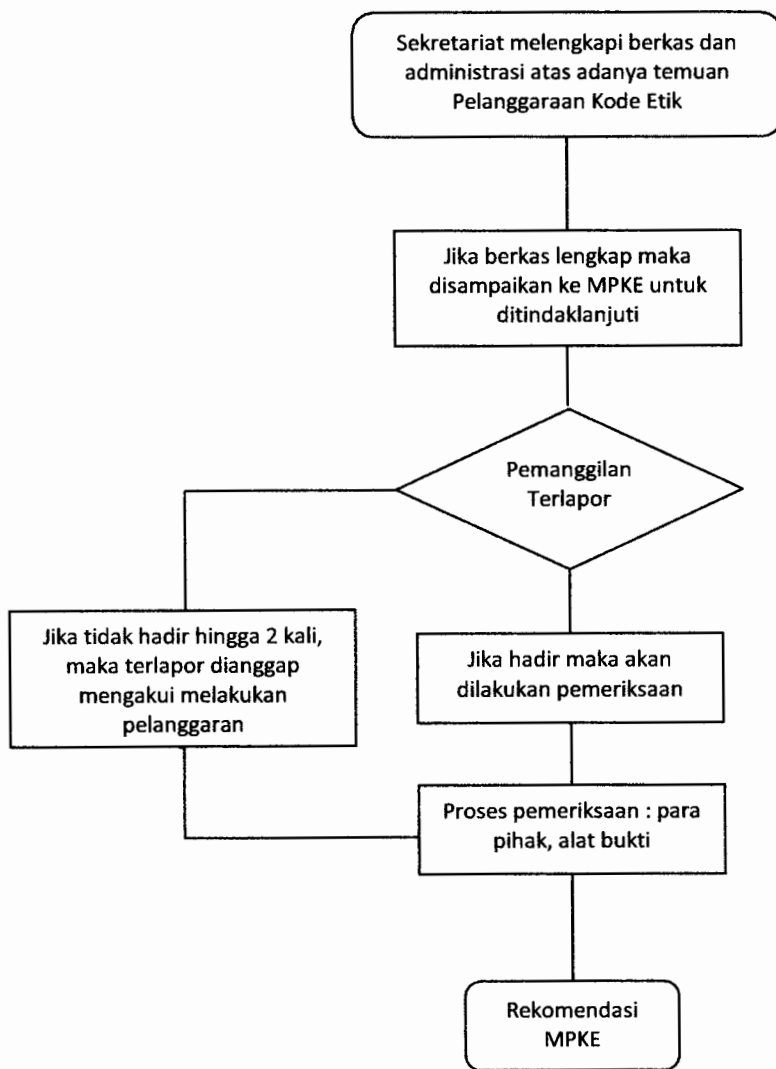 Sekretariat melengkapi berkas dan
administrasi atas adanya temuan
Pelanggaraan Kode Etik
Jika berkas lengkap maka
disampaikan ke MPKE untuk
ditindaklanjuti
Pemanggilan
Terlapor
Jika tidak hadir hingga 2 kali,
maka terlapor dianggap
mengakui melakukan
pelanggaran
Jika hadir maka akan
dilakukan pemeriksaan
Proses pemeriksaan : para
pihak, alat bukti
Rekomendasi
MPKE